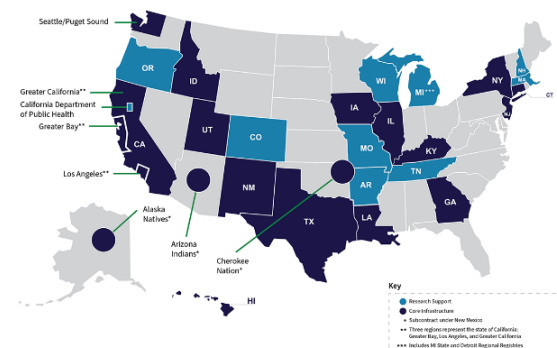 Seattle/Puget Sound
OR
ID
WI
MI***
NY
NH
MA
CT
NJ
Greater California**
California Department
of Public Health
Greater Bay**
CA
UT
CO
IA
IL
MO
KY
TN
Los Angeles**
NM
AR
GA
TX
LA
Alaska
Natives*
Arizona
Indians*
Cherokee
Nation*
HI
Key
Research Support
Core Infrastructure
* Subcontract under New Mexico
** Three regions represent the state of California:
Greater Bay, Los Angeles, and Greater California
*** Includes MI State and Detroit Regional Registries